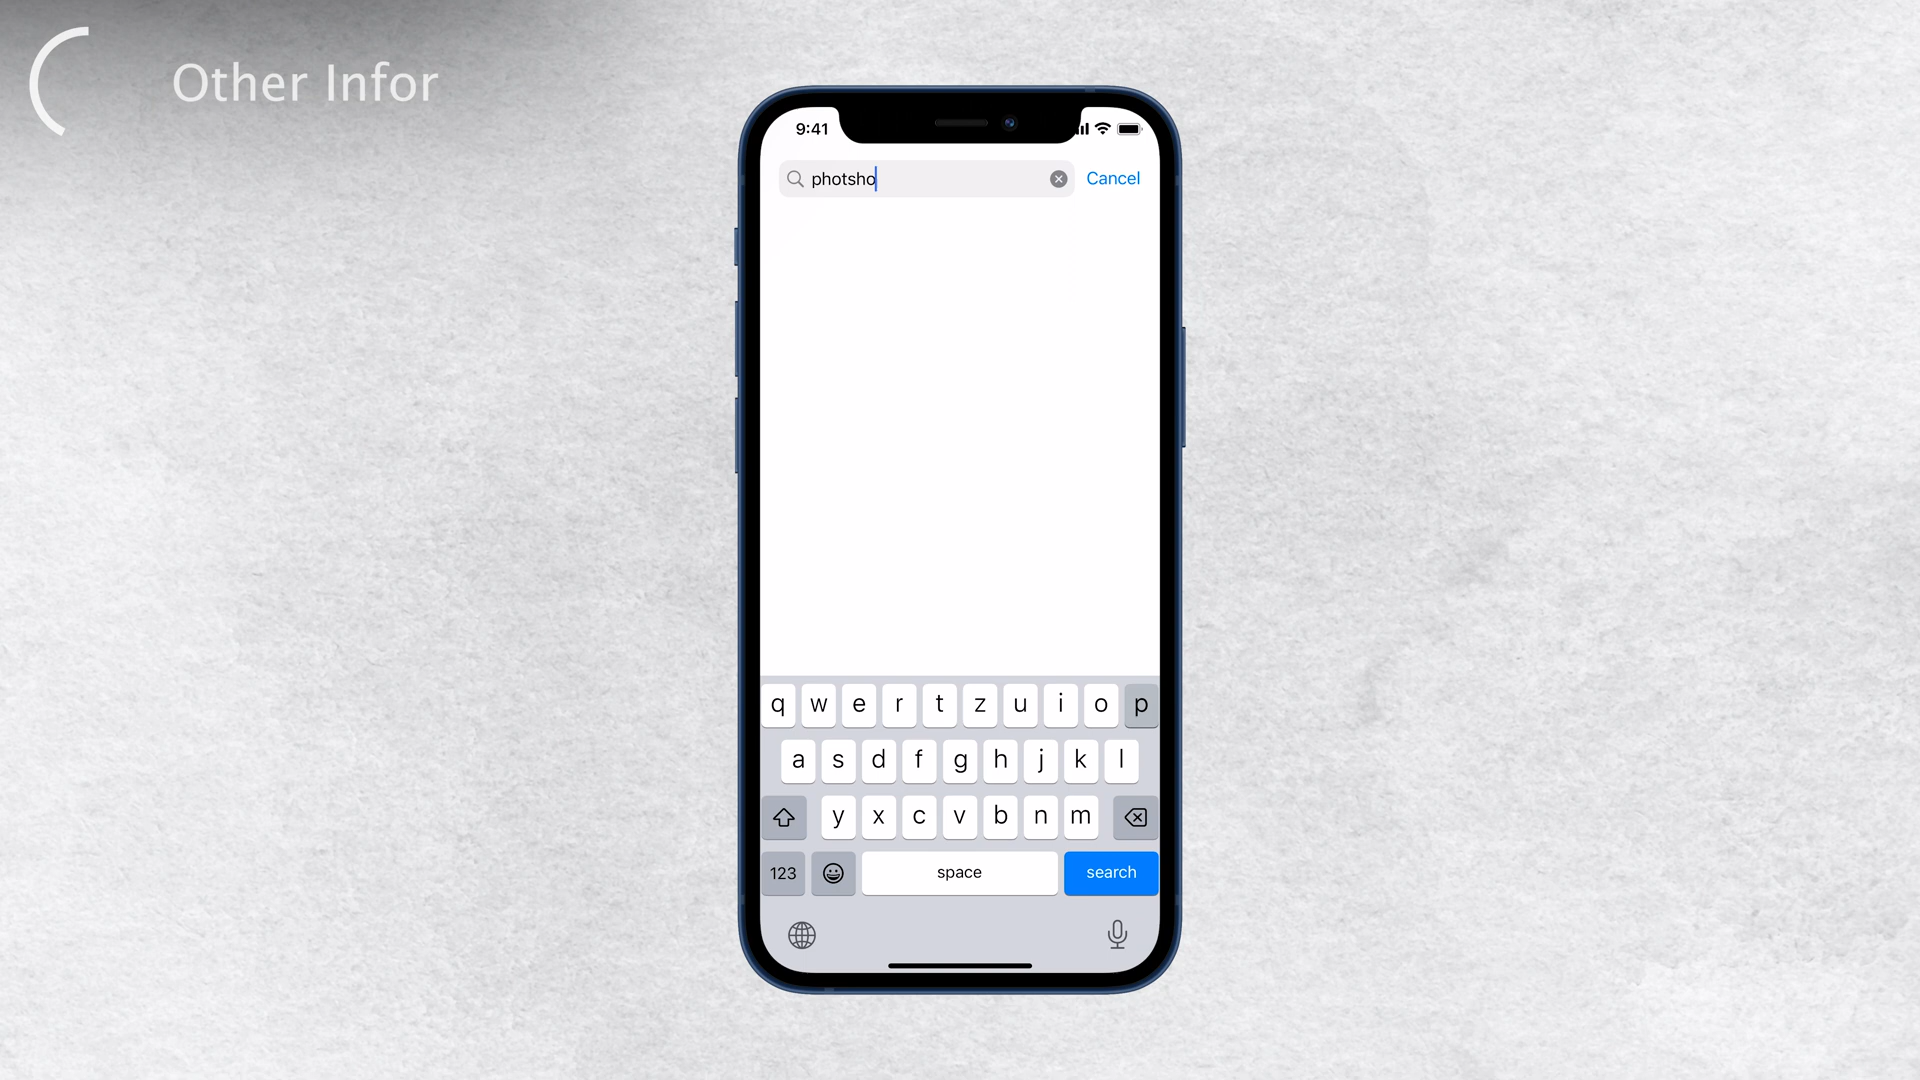 Other Infor
9:41
photsho
Cancel
q w e r t z u i o p
a s d f g h j k l
y x c v b n m
123
space
search